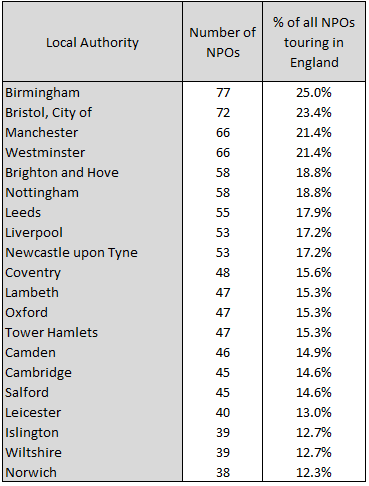 Local Authority Number of NPOs % of all NPOs touring in England
Birmingham 77 25.0%
Bristol, City of 72 23.4%
Manchester 66 21.4%
Westminster 66 21.4%
Brighton and Hove 58 18.8%
Nottingham 58 18.8%
Leeds 55 17.9%
Liverpool 53 17.2%
Newcastle upon Tyne 53 17.2%
Coventry 48 15.6%
Lambeth 47 15.3%
Oxford 47 15.3%
Tower Hamlets 47 15.3%
Camden 46 14.9%
Cambridge 45 14.6%
Salford 45 14.6%
Leicester 40 13.0%
Islington 39 12.7%
Wiltshire 39 12.7%
Norwich 38 12.3%